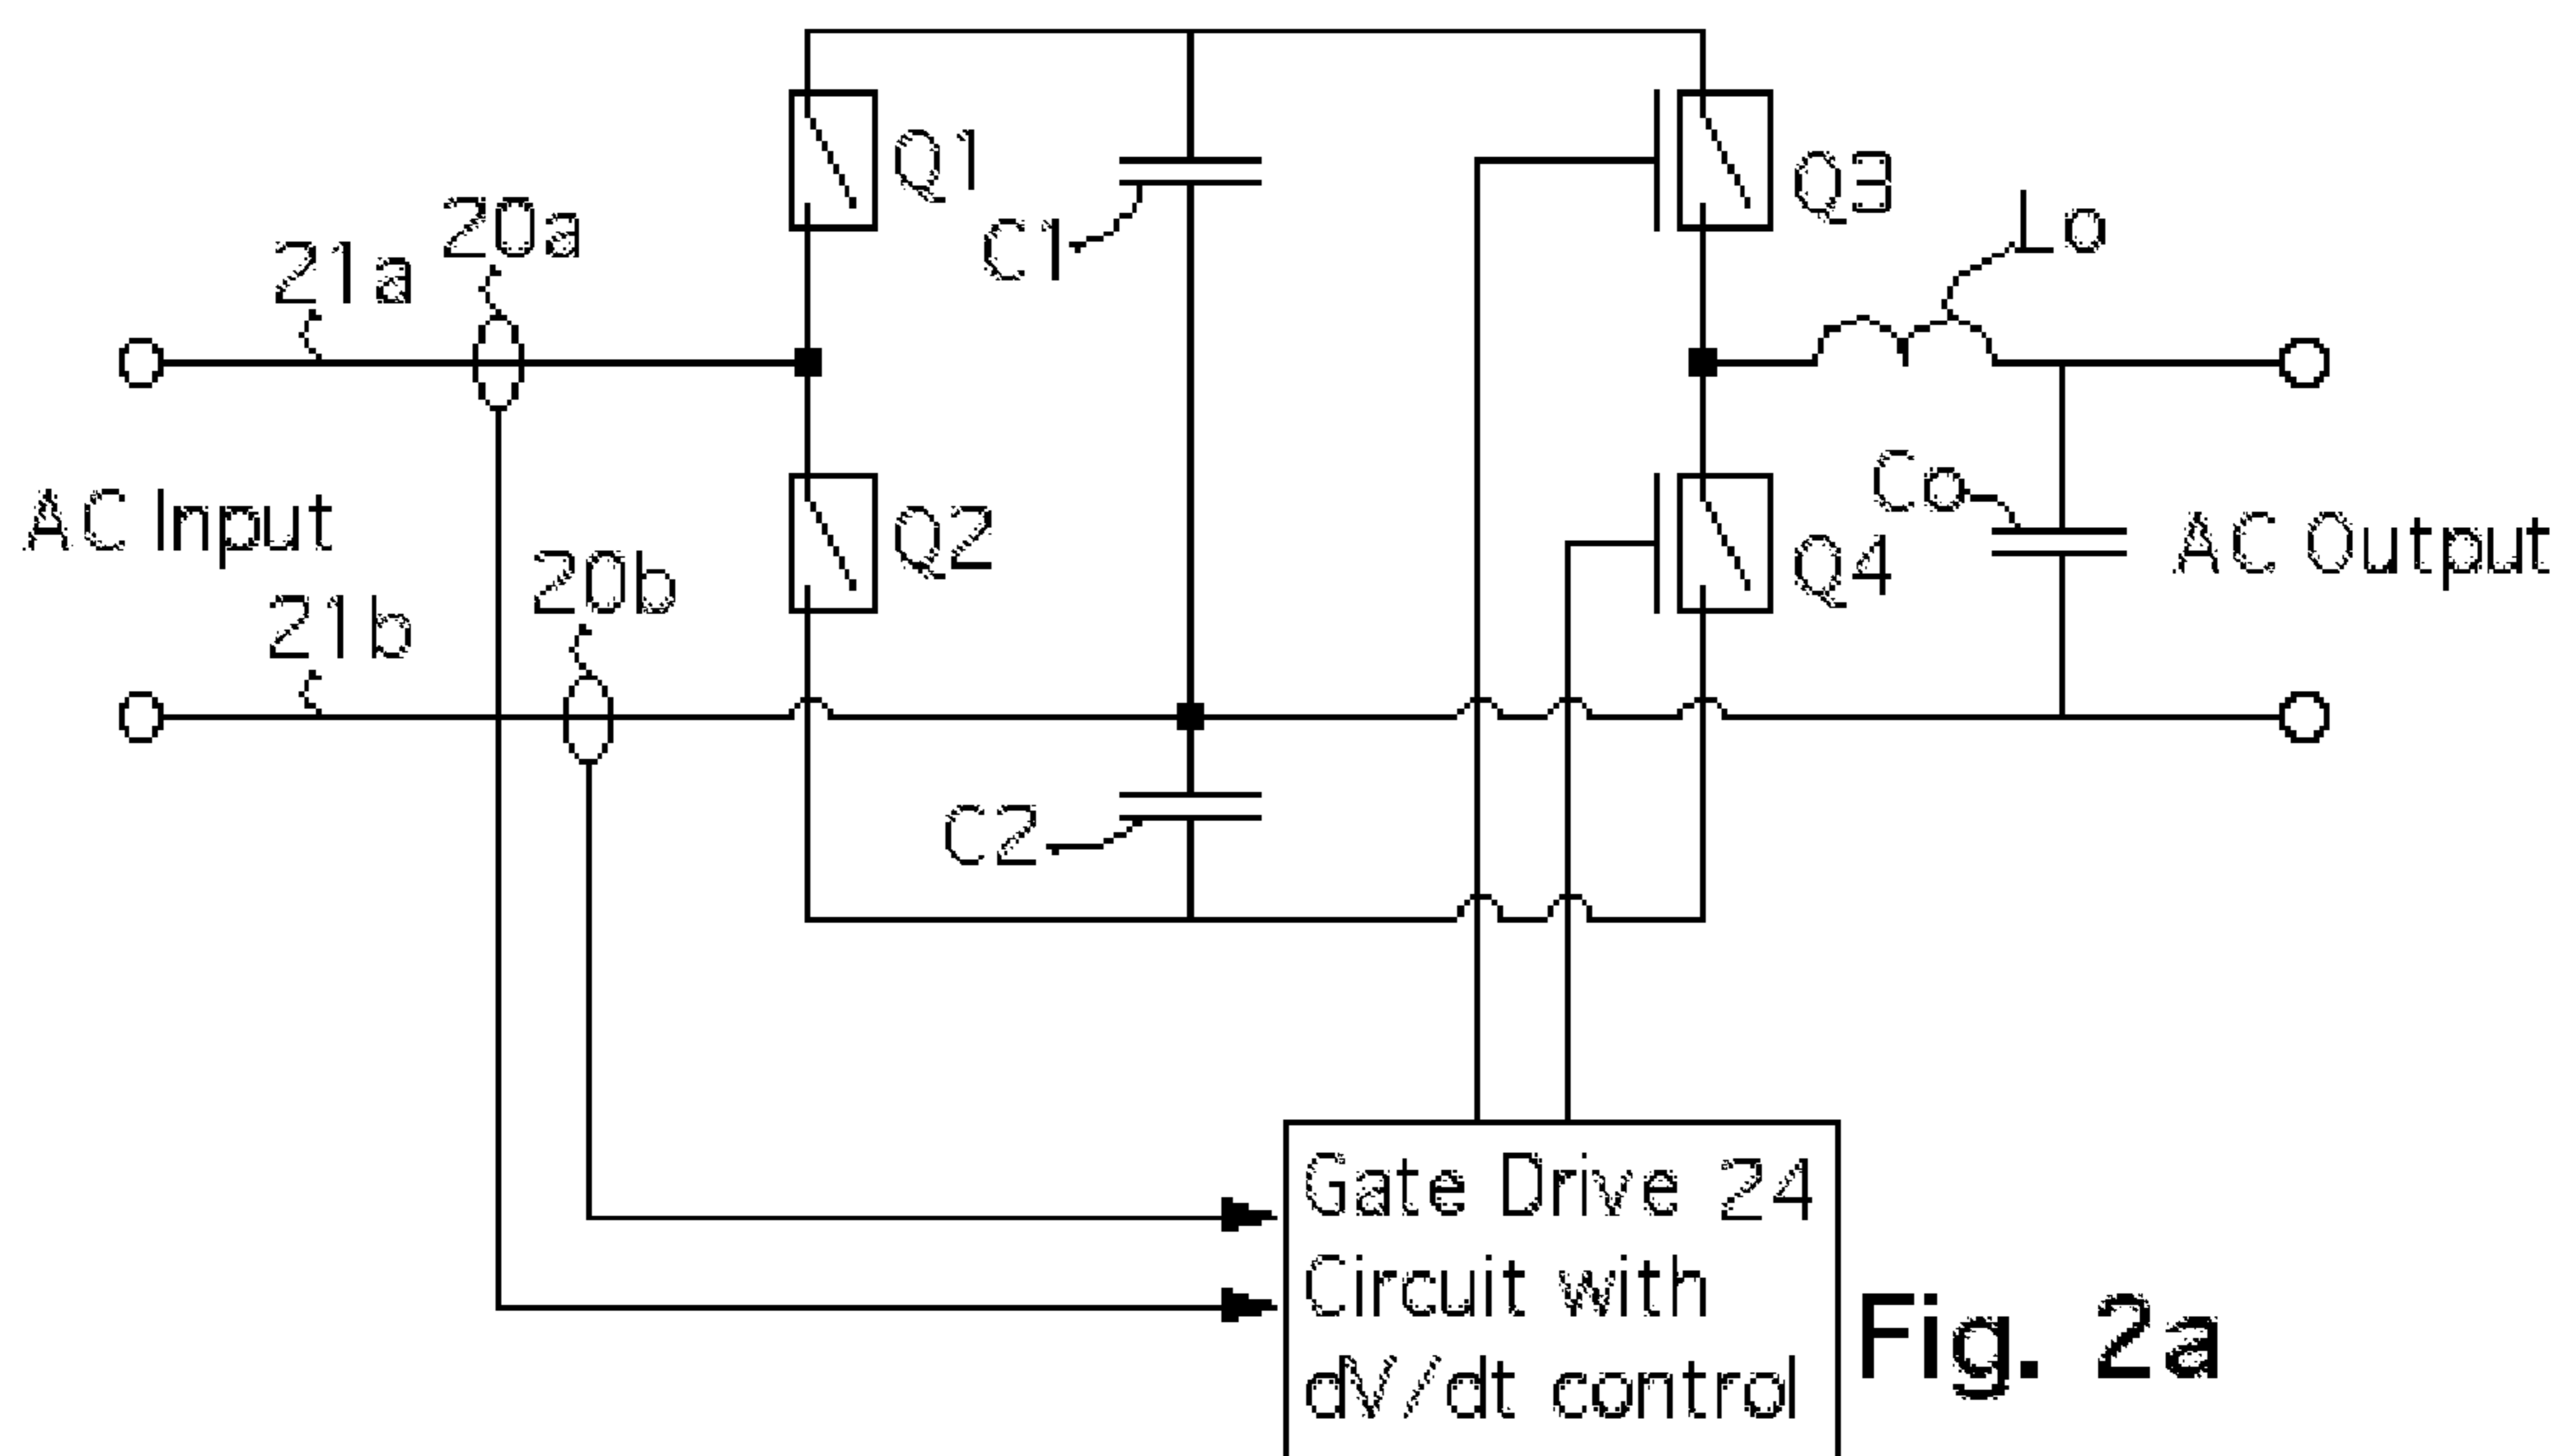 Q1
Q3
C1
20a
21a
Lo
AC Input
Q2
Co
Q4
AC Output
20b
21b
C2
Gate Drive 24
Circuit with
dV/dt control
Fig. 2a